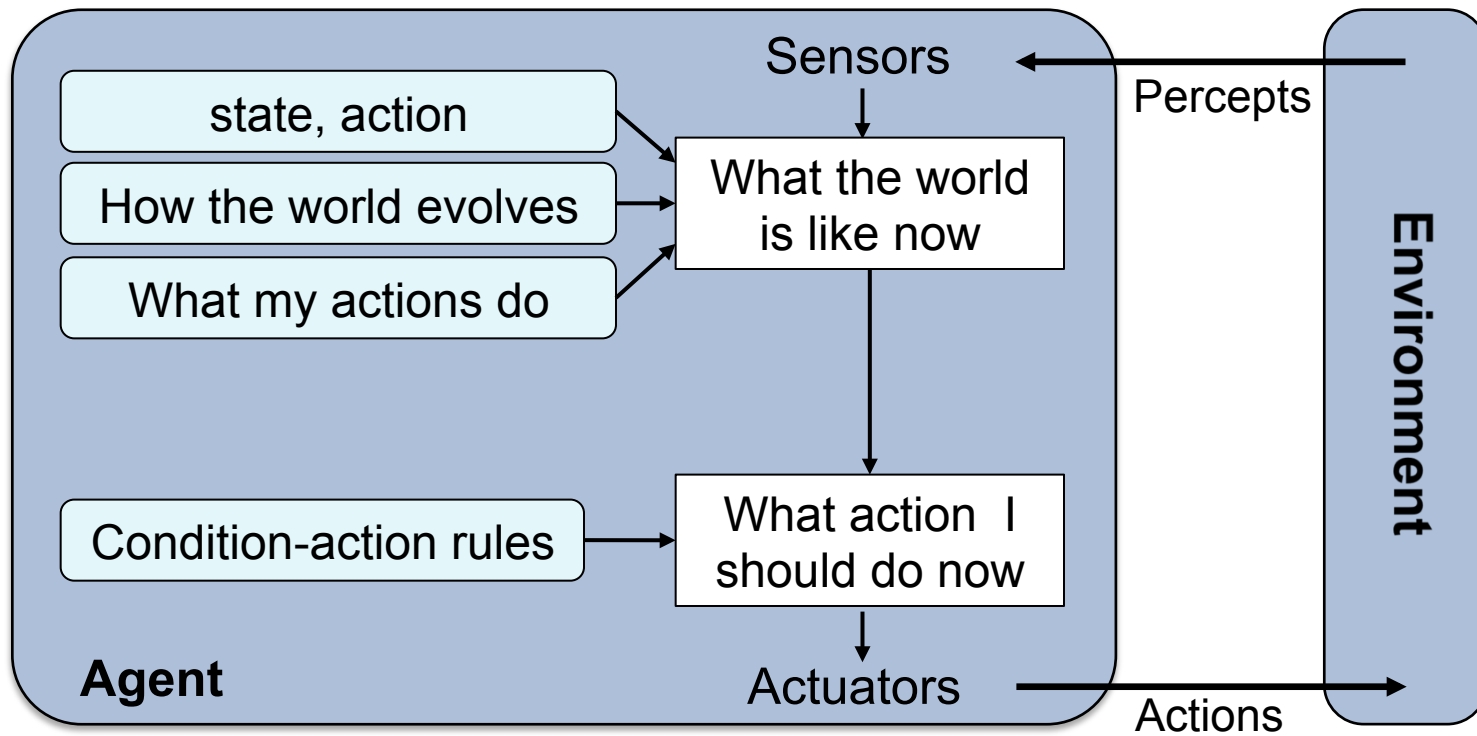 Sensors
Percepts
state, action
How the world evolves
What my actions do
What the world
is like now
Environment
Condition-action rules
What action I
should do now
Agent
Actuators
Actions